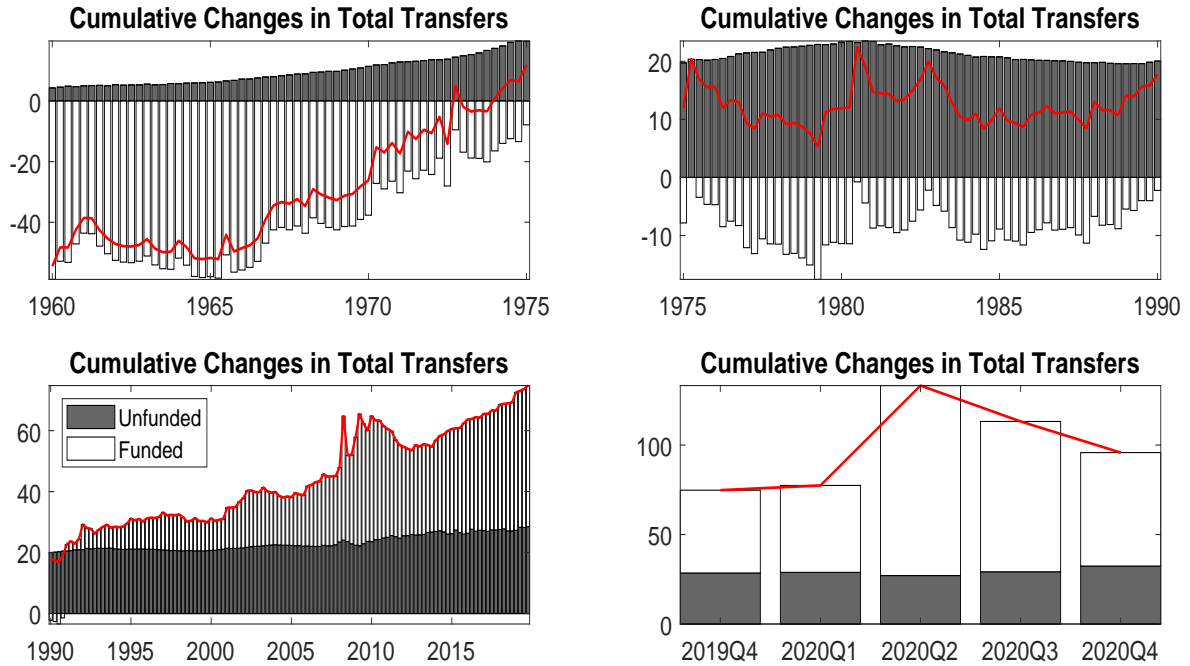 Cumulative Changes in Total Transfers
0
-20
-40
1960 1965 1970 1975
Cumulative Changes in Total Transfers
20
10
0
-10
1975 1980 1985 1990
Cumulative Changes in Total Transfers
Unfunded
Funded
60
40
20
0
1990 1995 2000 2005 2010 2015
Cumulative Changes in Total Transfers
100
50
0
2019Q4 2020Q1 2020Q2 2020Q3 2020Q4